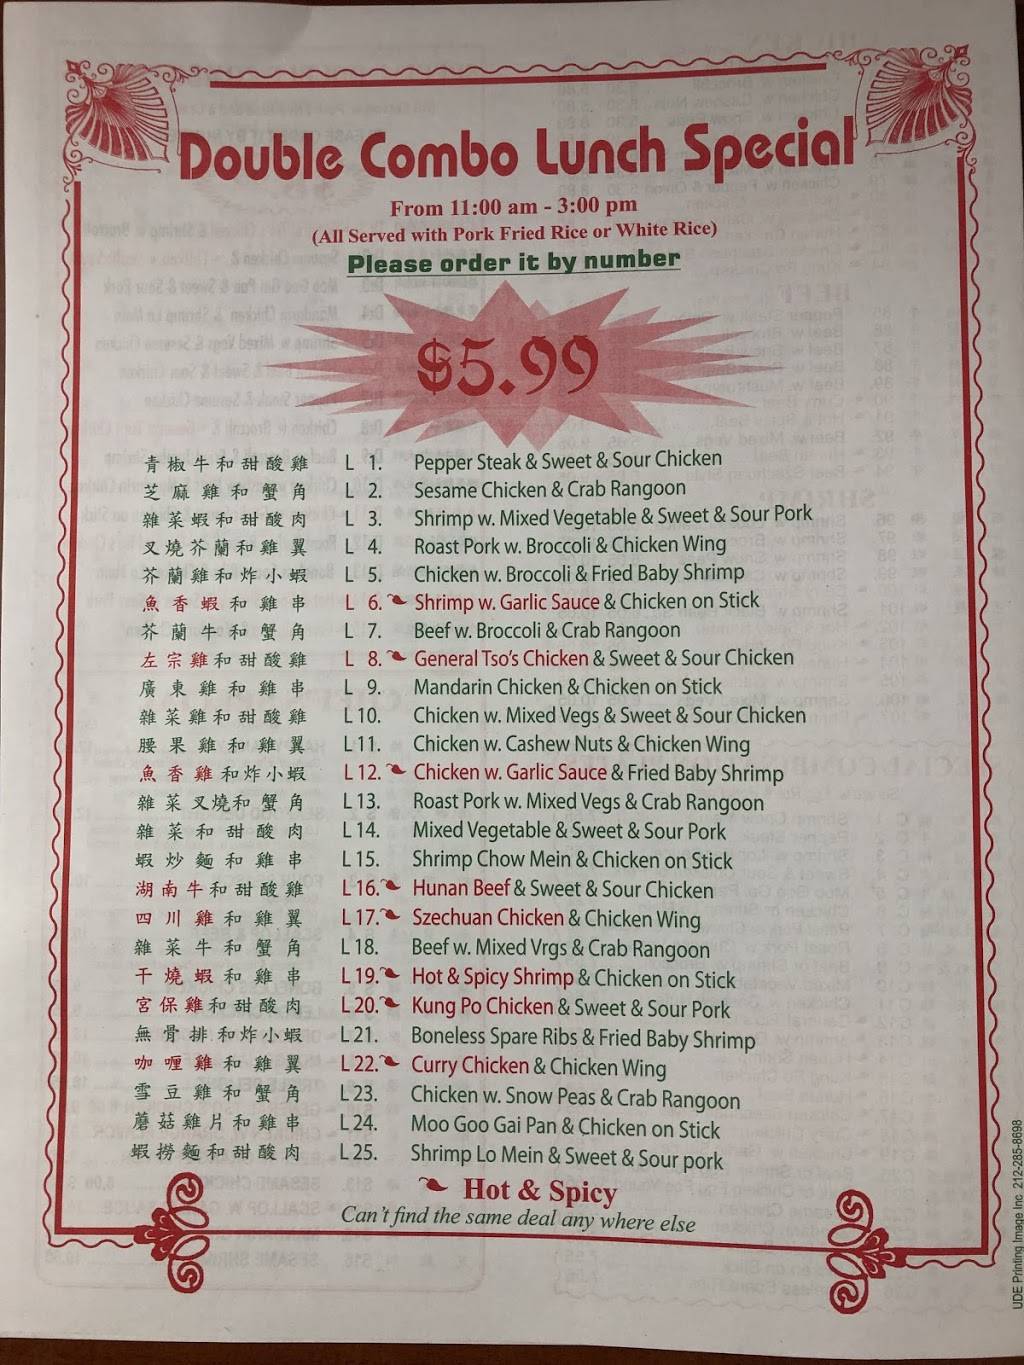 Double Combo Lunch Special
From 11:00 am - 3:00 pm
(All Served with Pork Fried Rice or White Rice)
Please order it by number
$5.99
青椒牛和甜酸雞 L 1. Pepper Steak & Sweet & Sour Chicken
芝麻雞和蟹角 L 2. Sesame Chicken & Crab Rangoon
雜菜蝦和甜酸肉 L 3. Shrimp w. Mixed Vegetable & Sweet & Sour Pork
叉燒芥蘭和雞翼 L 4. Roast Pork w. Broccoli & Chicken Wing
芥蘭雞和炸小蝦 L 5. Chicken w. Broccoli & Fried Baby Shrimp
魚香蝦和雞串 L 6. Shrimp w. Garlic Sauce & Chicken on Stick
芥蘭牛和蟹角 L 7. Beef w. Broccoli & Crab Rangoon
左宗雞和甜酸雞 L 8. General Tso's Chicken & Sweet & Sour Chicken
廣東雞和雞串 L 9. Mandarin Chicken & Chicken on Stick
雜菜雞和甜酸雞 L10. Chicken w. Mixed Vegs & Sweet & Sour Chicken
腰果雞和雞翼 L11. Chicken w. Cashew Nuts & Chicken Wing
魚香雞和炸小蝦 L12. Chicken w. Garlic Sauce & Fried Baby Shrimp
雜菜叉燒和蟹角 L13. Roast Pork w. Mixed Vegs & Crab Rangoon
雜菜和甜酸肉 L14. Mixed Vegetable & Sweet & Sour Pork
蝦炒麵和雞串 L15. Shrimp Chow Mein & Chicken on Stick
湖南牛和甜酸雞 L16. Hunan Beef & Sweet & Sour Chicken
四川雞和雞翼 L17. Szechuan Chicken & Chicken Wing
雜菜牛和蟹角 L18. Beef w. Mixed Vrgs & Crab Rangoon
干燒蝦和雞串 L19. Hot & Spicy Shrimp & Chicken on Stick
宮保雞和甜酸肉 L20. Kung Po Chicken & Sweet & Sour Pork
無骨排和炸小蝦 L21. Boneless Spare Ribs & Fried Baby Shrimp
咖喱雞和雞翼 L22. Curry Chicken & Chicken Wing
雪豆雞和蟹角 L23. Chicken w. Snow Peas & Crab Rangoon
蘑菇雞片和雞串 L24. Moo Goo Gai Pan & Chicken on Stick
蝦撈麵和甜酸肉 L25. Shrimp Lo Mein & Sweet & Sour pork
Hot & Spicy
Can't find the same deal any where else
UDE Printing Image Inc. 212-285-8698